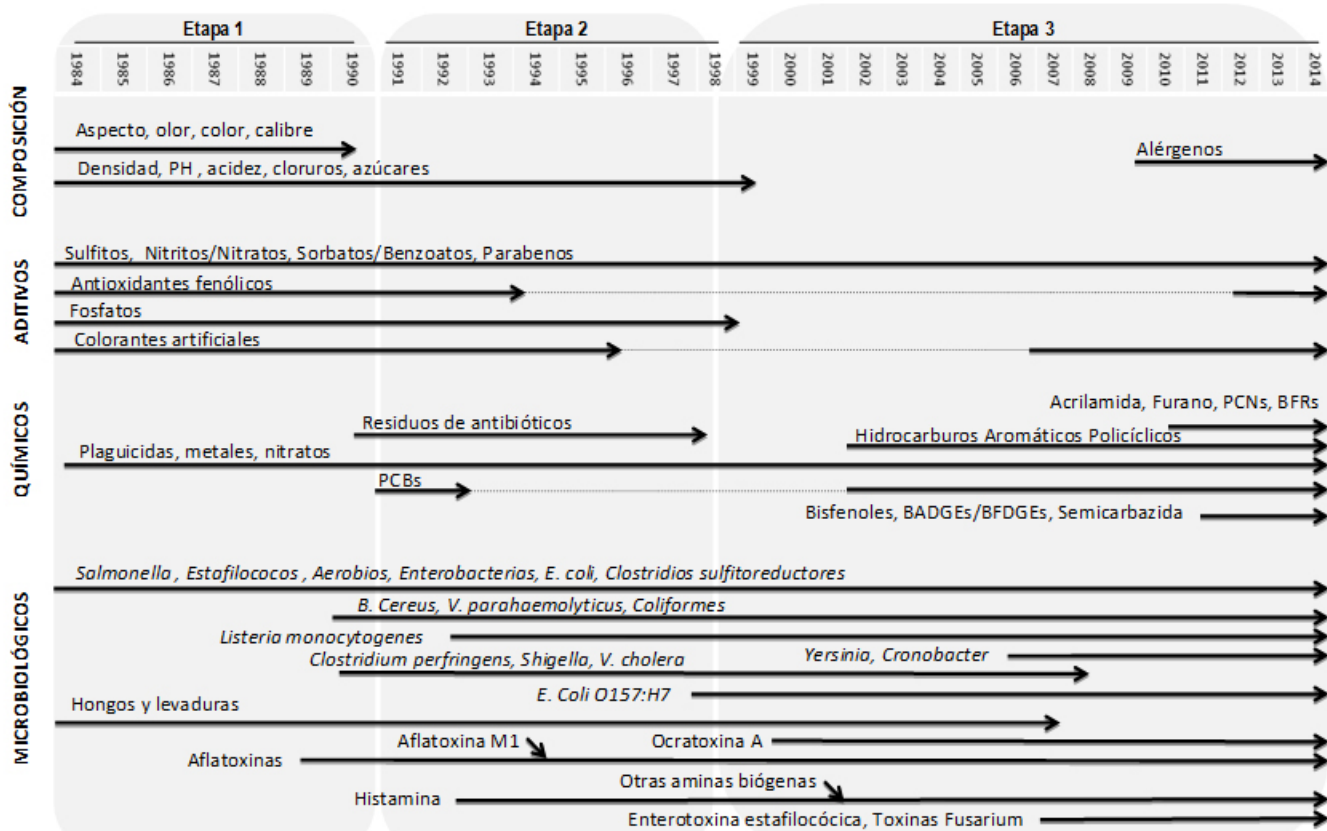 Etapa 1 Etapa 2 Etapa 3
1984 1985 1986 1987 1988 1989 1990 1991 1992 1993 1994 1995 1996 1997 1998 1999 2000 2001 2002 2003 2004 2005 2006 2007 2008 2009 2010 2011 2012 2013 2014
COMPOSICIÓN
Aspecto, olor, color, calibre
Alérgenos
Densidad, PH , acidez, cloruros, azúcares
ADITIVOS
Sulfitos, Nitritos/Nitratos, Sorbatos/Benzoatos, Parabenos
Antioxidantes fenólicos
Fosfatos
Colorantes artificiales
QUÍMICOS
Acrilamida, Furano, PCNs, BFRs
Residuos de antibióticos
Hidrocarburos Aromáticos Policíclicos
Plaguicidas, metales, nitratos
PCBs
Bisfenoles, BADGEs/BFDGEs, Semicarbazida
MICROBIOLÓGICOS
Salmonella , Estafilococos , Aerobios, Enterobacterias, E. coli, Clostridios sulfitoreductores
B. Cereus, V. parahaemolyticus, Coliformes
Listeria monocytogenes
Clostridium perfringens, Shigella, V. cholera
Yersinia, Cronobacter
E. Coli O157:H7
Hongos y levaduras
Aflatoxina M1
Ocratoxina A
Aflatoxinas
Otras aminas biógenas
Histamina
Enterotoxina estafilocócica, Toxinas Fusarium